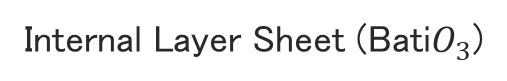 Internal Layer Sheet (BatiO₃)